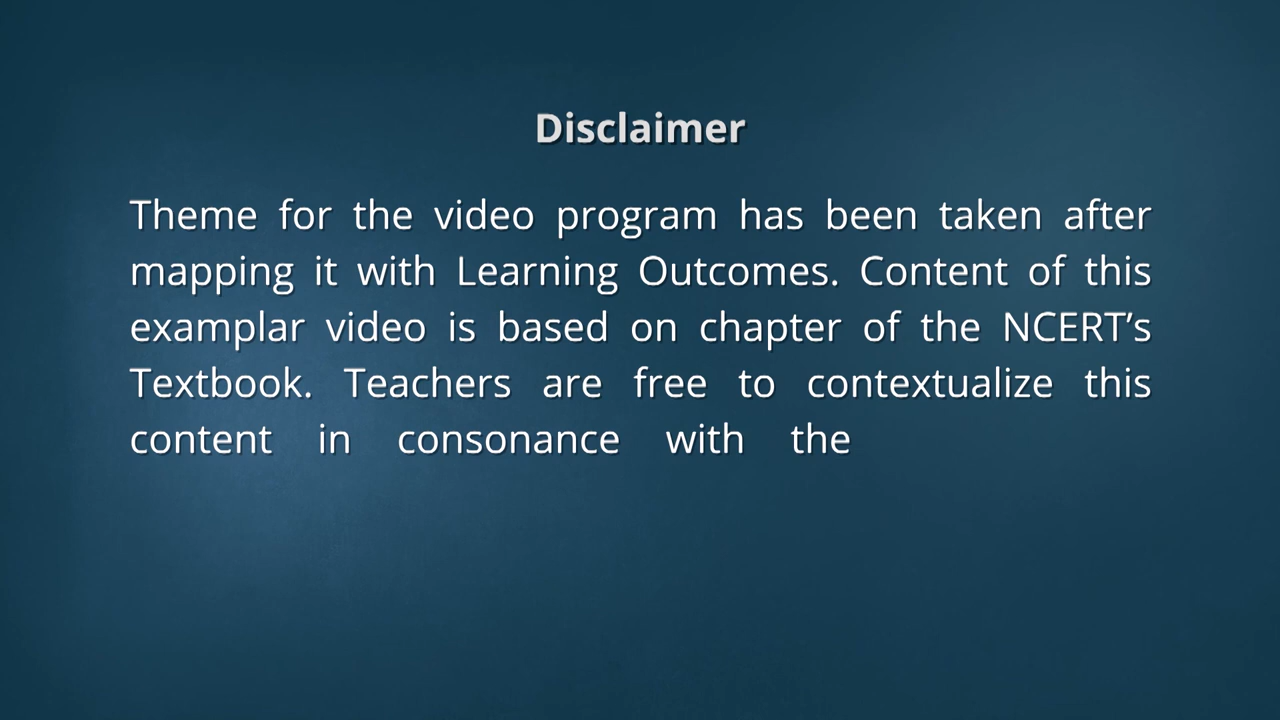 Disclaimer
Theme for the video program has been taken after
mapping it with Learning Outcomes. Content of this
examplar video is based on chapter of the NCERT’s
Textbook. Teachers are free to contextualize this
content in consonance with the